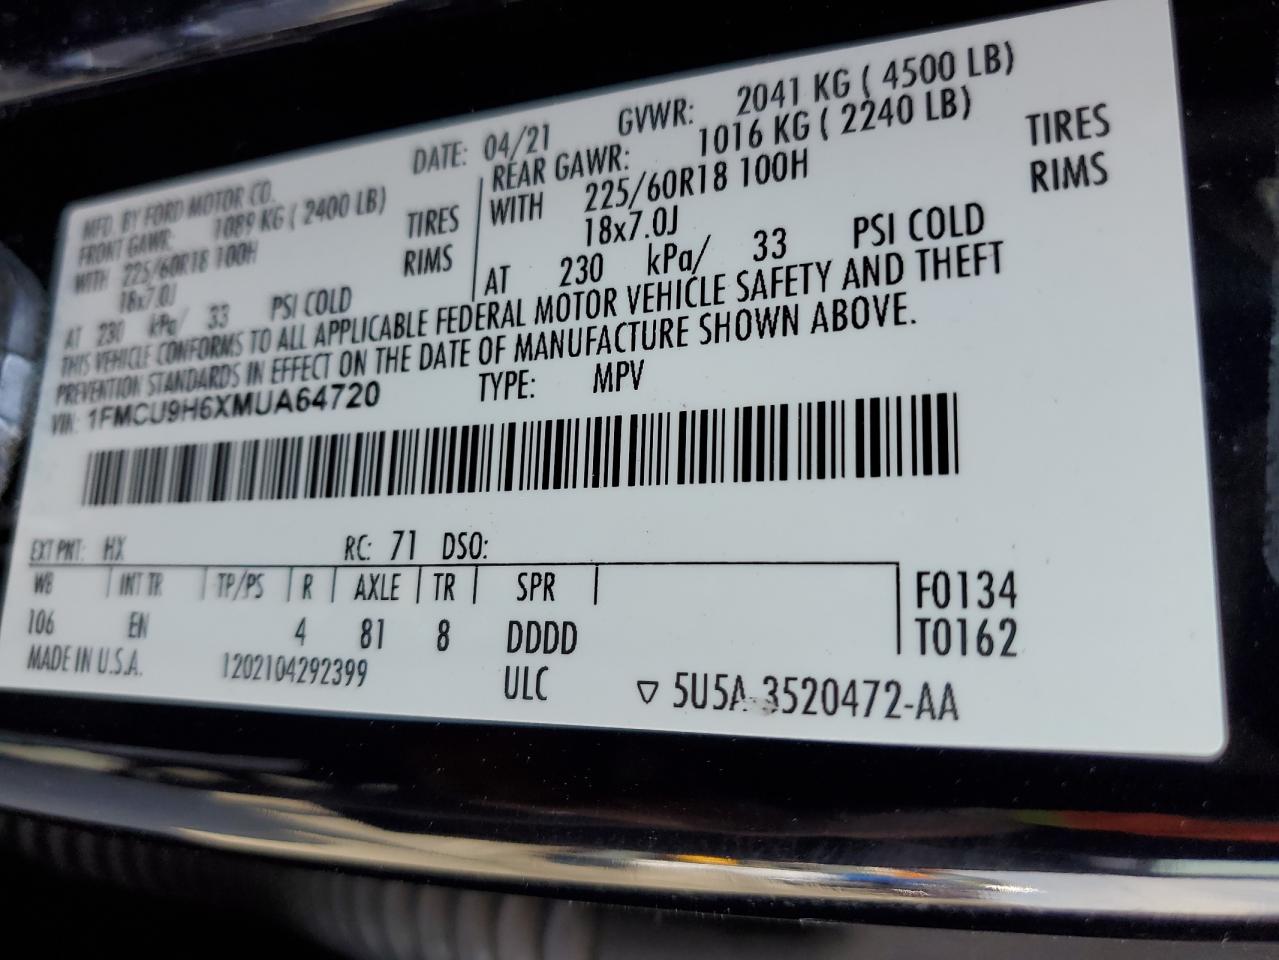 MFD. BY FORD MOTOR CO.
DATE: 04/21
GVWR: 2041 KG ( 4500 LB)
FRONT GAWR: 1089 KG ( 2400 LB)
REAR GAWR: 1016 KG ( 2240 LB)
WITH 225/60R18 100H TIRES
18x7.0J RIMS
AT 230 kPa/ 33 PSI COLD
WITH 225/60R18 100H TIRES
18x7.0J RIMS
AT 230 kPa/ 33 PSI COLD
THIS VEHICLE CONFORMS TO ALL APPLICABLE FEDERAL MOTOR VEHICLE SAFETY AND THEFT
PREVENTION STANDARDS IN EFFECT ON THE DATE OF MANUFACTURE SHOWN ABOVE.
VIN: 1FMCU9H6XMUA64720 TYPE: MPV
EXT PNT: HX RC: 71 DSO:
WB INT TR TP/PS R AXLE TR SPR F0134
106 EN 4 81 8 DDDD T0162
MADE IN U.S.A. 1202104292399 ULC ▽ 5U5A-3520472-AA